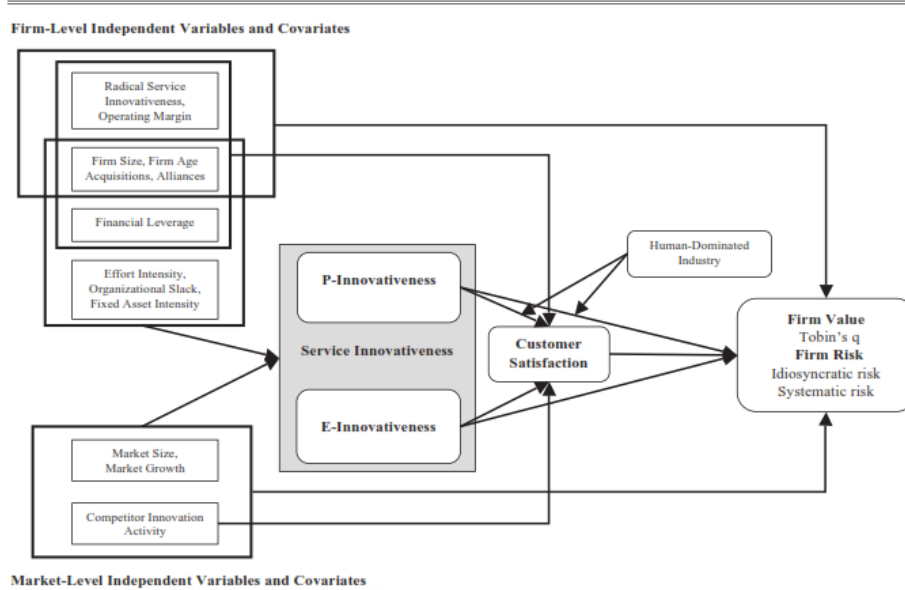 Firm-Level Independent Variables and Covariates
Radical Service
Innovativeness,
Operating Margin
Firm Size, Firm Age
Acquisitions, Alliances
Financial Leverage
Effort Intensity,
Organizational Slack,
Fixed Asset Intensity
P-Innovativeness
Service Innovativeness
E-Innovativeness
Human-Dominated
Industry
Customer
Satisfaction
Firm Value
Tobin's q
Firm Risk
Idiosyncratic risk
Systematic risk
Market Size,
Market Growth
Competitor Innovation
Activity
Market-Level Independent Variables and Covariates